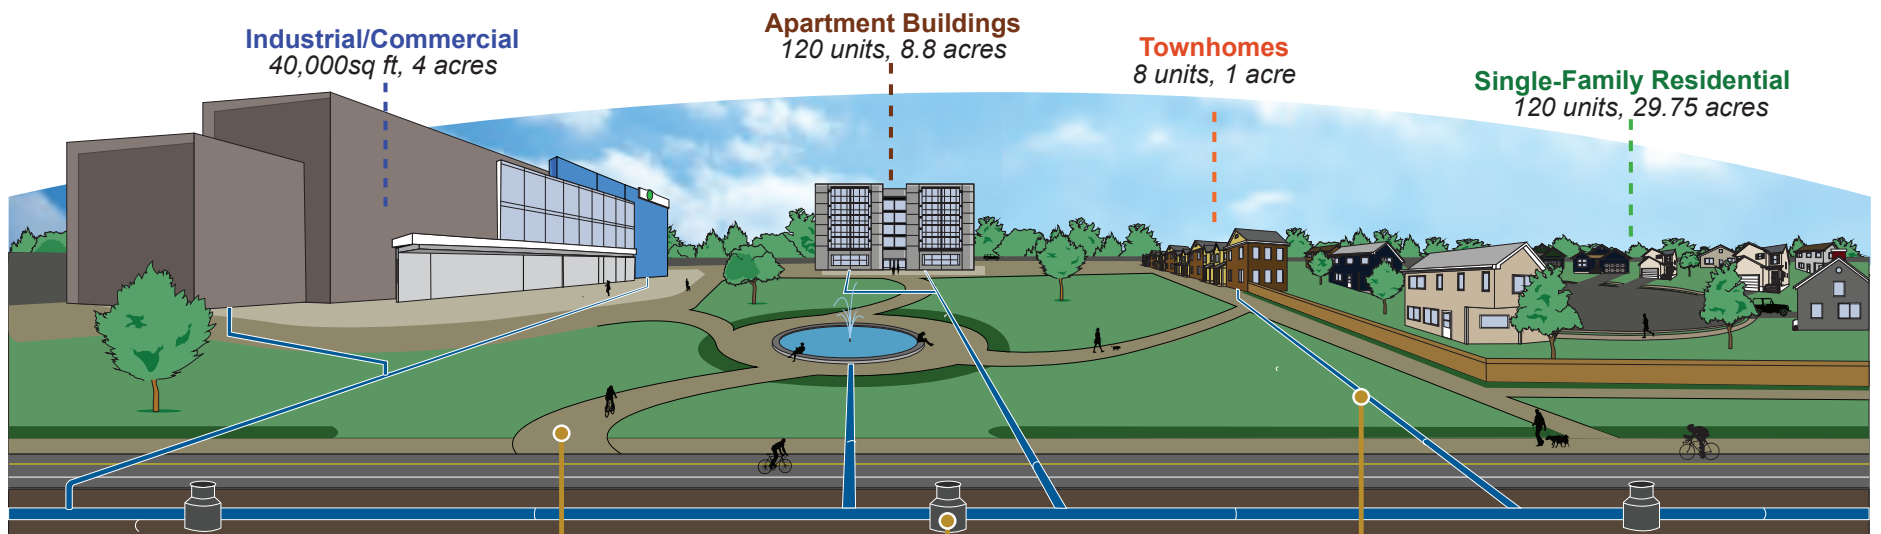 Industrial/Commercial
40,000sq ft, 4 acres
Apartment Buildings
120 units, 8.8 acres
Townhomes
8 units, 1 acre
Single-Family Residential
120 units, 29.75 acres